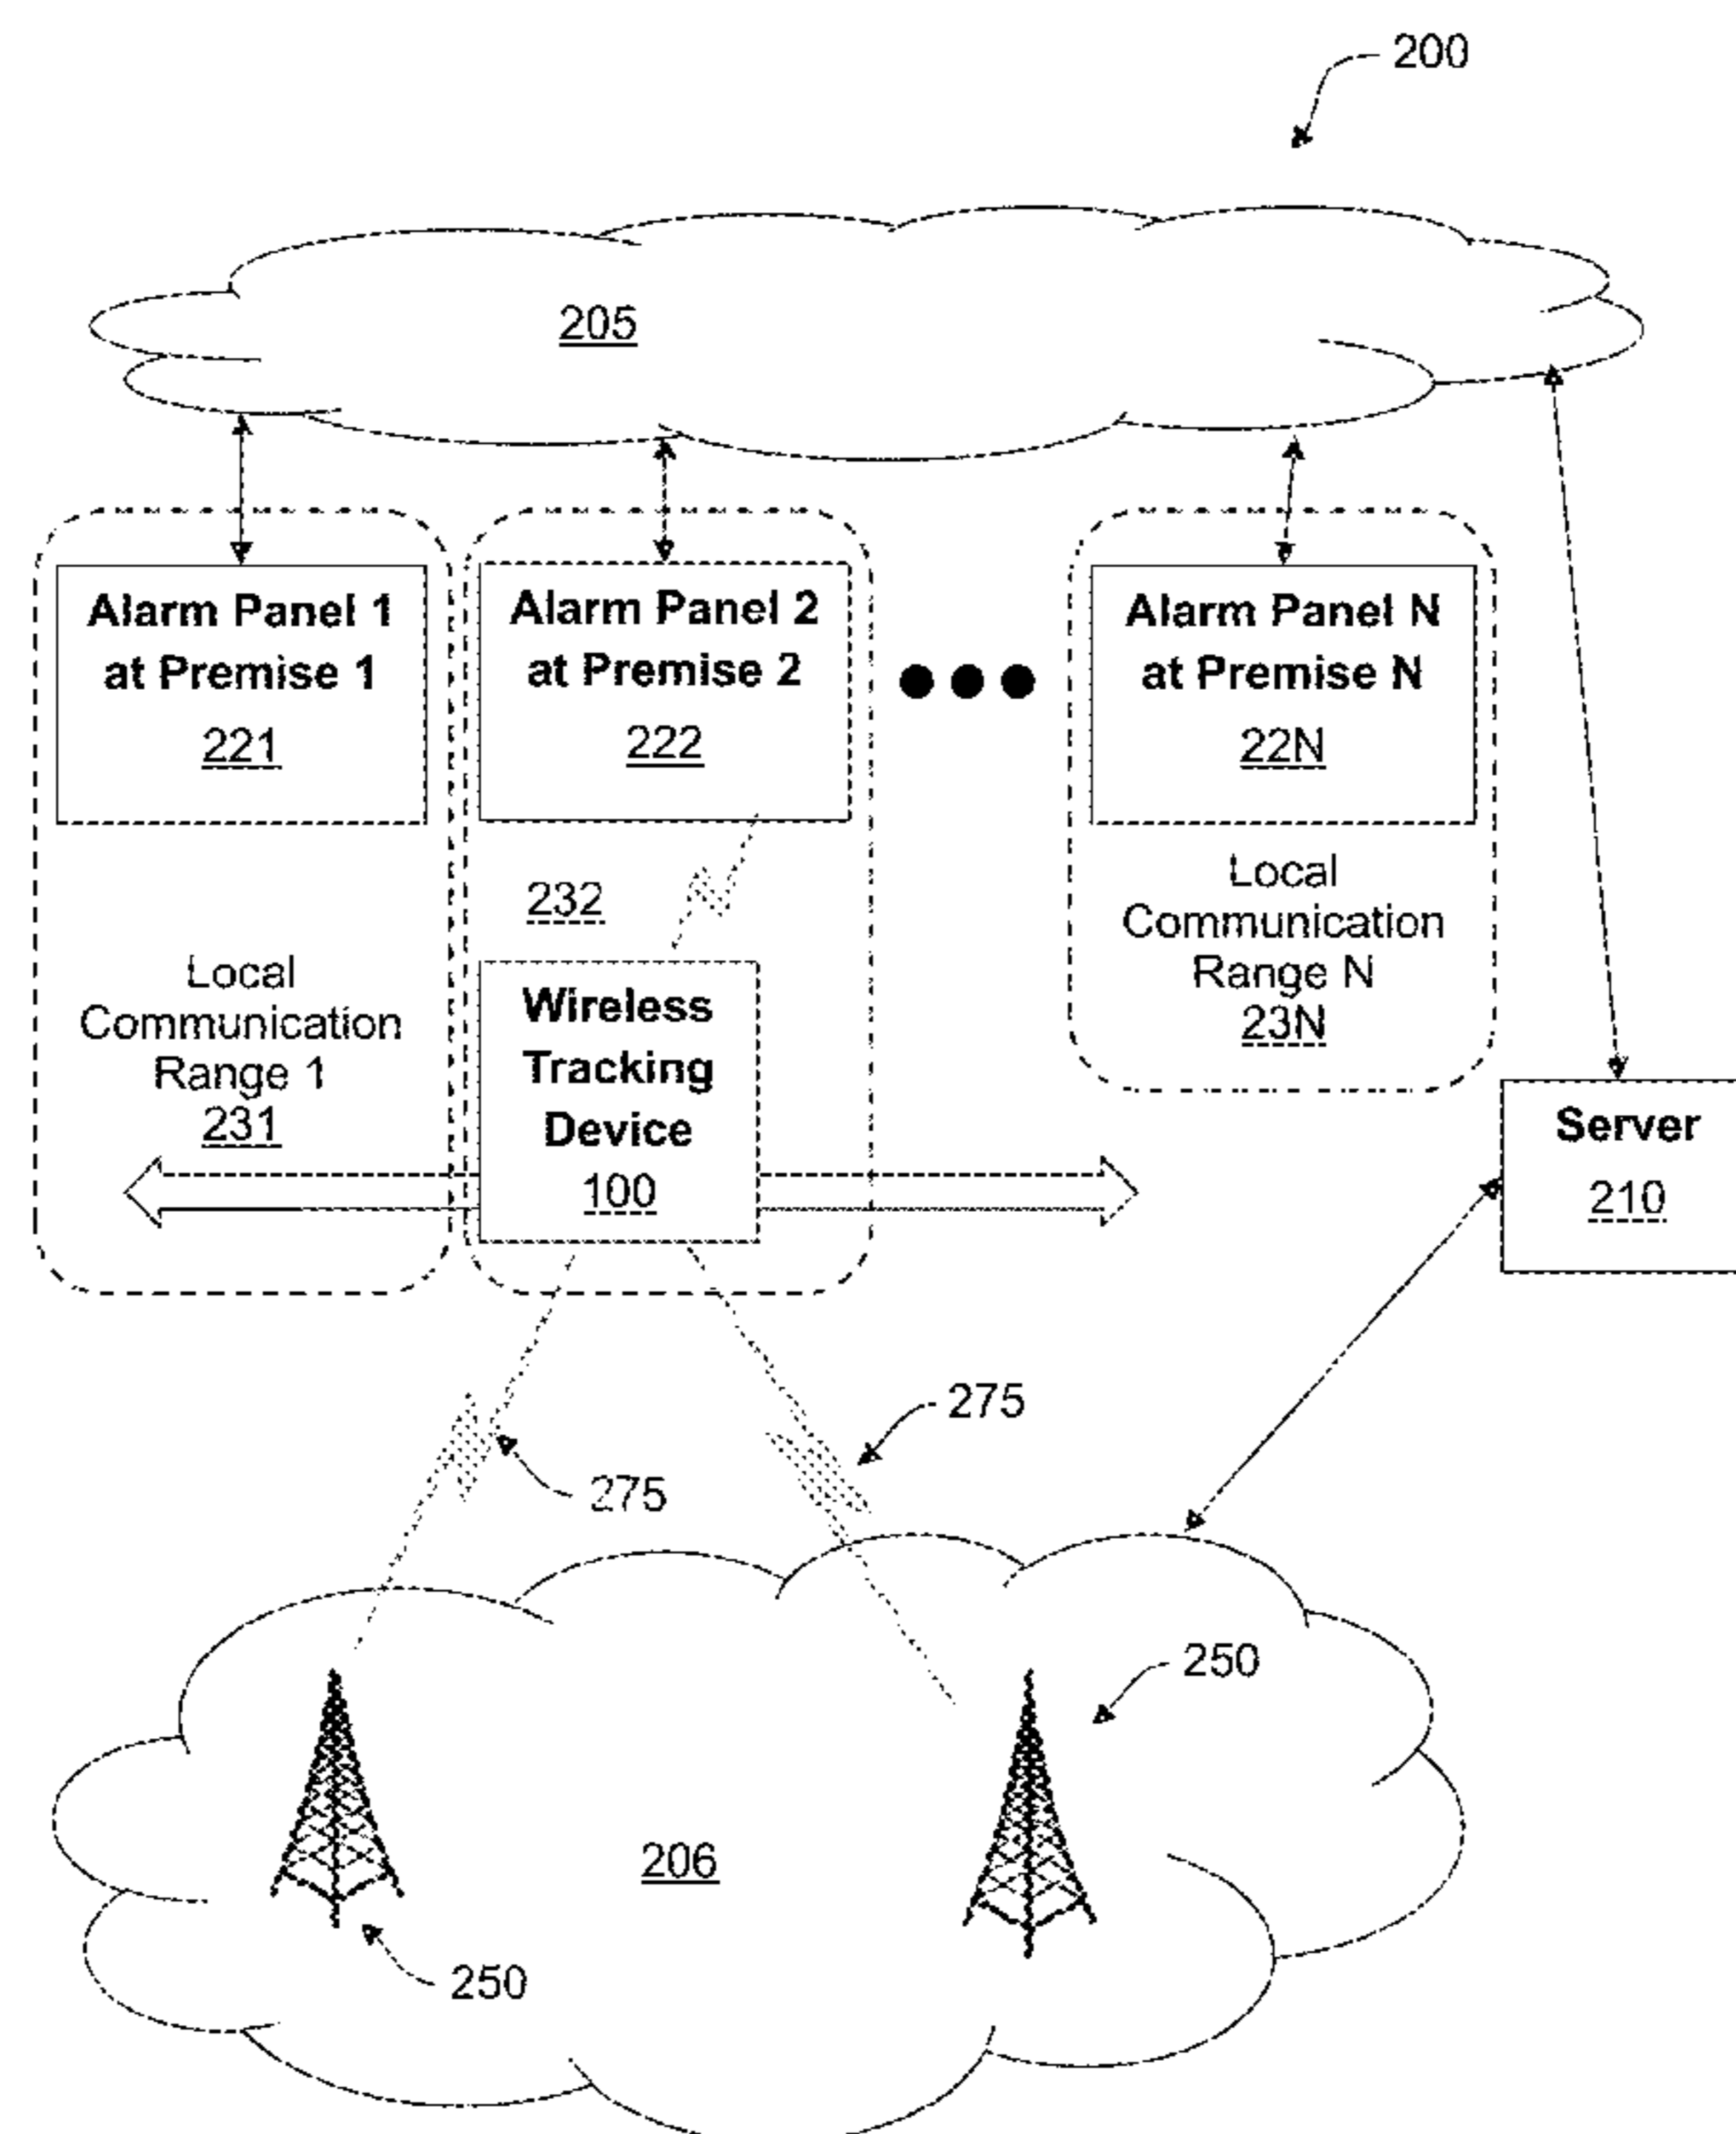 200
205
Alarm Panel 1
at Premise 1
221
Alarm Panel 2
at Premise 2
222
Alarm Panel N
at Premise N
22N
Local
Communication
Range 1
231
232
Wireless
Tracking
Device
100
Local
Communication
Range N
23N
Server
210
275
275
250
206
250